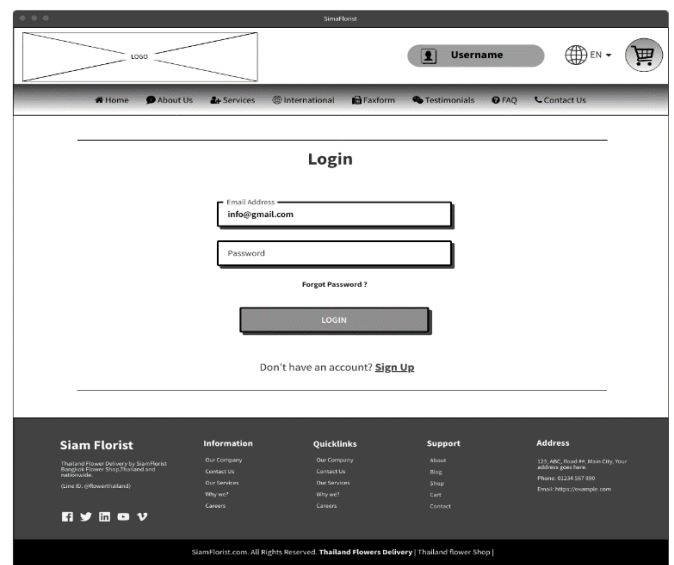 SimaFlorist
LOGO
Username
EN
Home About Us Services International Faxform Testimonials FAQ Contact Us
Login
Email Address
info@gmail.com
Password
Forgot Password ?
LOGIN
Don't have an account? Sign Up
Siam Florist
Thailand Flower Delivery by SiamFlorist
Bangkok Flower Shop,Thailand and
nationwide.
(Line ID: @flowerthailand)
Information
Our Company
Contact Us
Our Services
Why we?
Careers
Quicklinks
Our Company
Contact Us
Our Services
Why we?
Careers
Support
About
Blog
Shop
Cart
Contact
Address
123, ABC, Road ##, Main City, Your
address goes here.
Phone: 01234 567 890
Email: https://example.com
SiamFlorist.com. All Rights Reserved. Thailand Flowers Delivery | Thailand flower Shop |